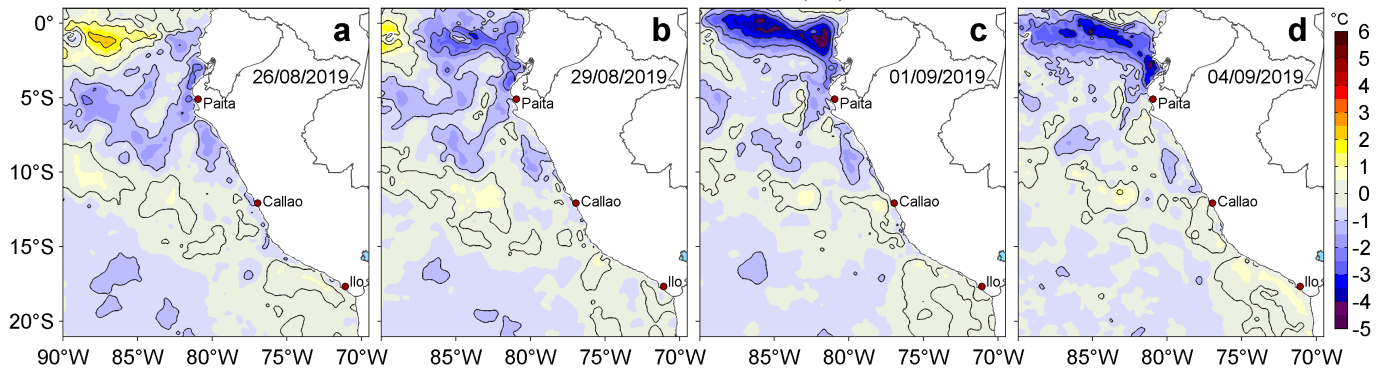 a b c d
26/08/2019 29/08/2019 01/09/2019 04/09/2019
°C
0°
5°S
10°S
15°S
20°S
Paita Paita Paita Paita
Callao Callao Callao Callao
Ilo Ilo Ilo Ilo
90°W 85°W 80°W 75°W 70°W 85°W 80°W 75°W 70°W 85°W 80°W 75°W 70°W 85°W 80°W 75°W 70°W
6
5
4
3
2
1
0
-1
-2
-3
-4
-5